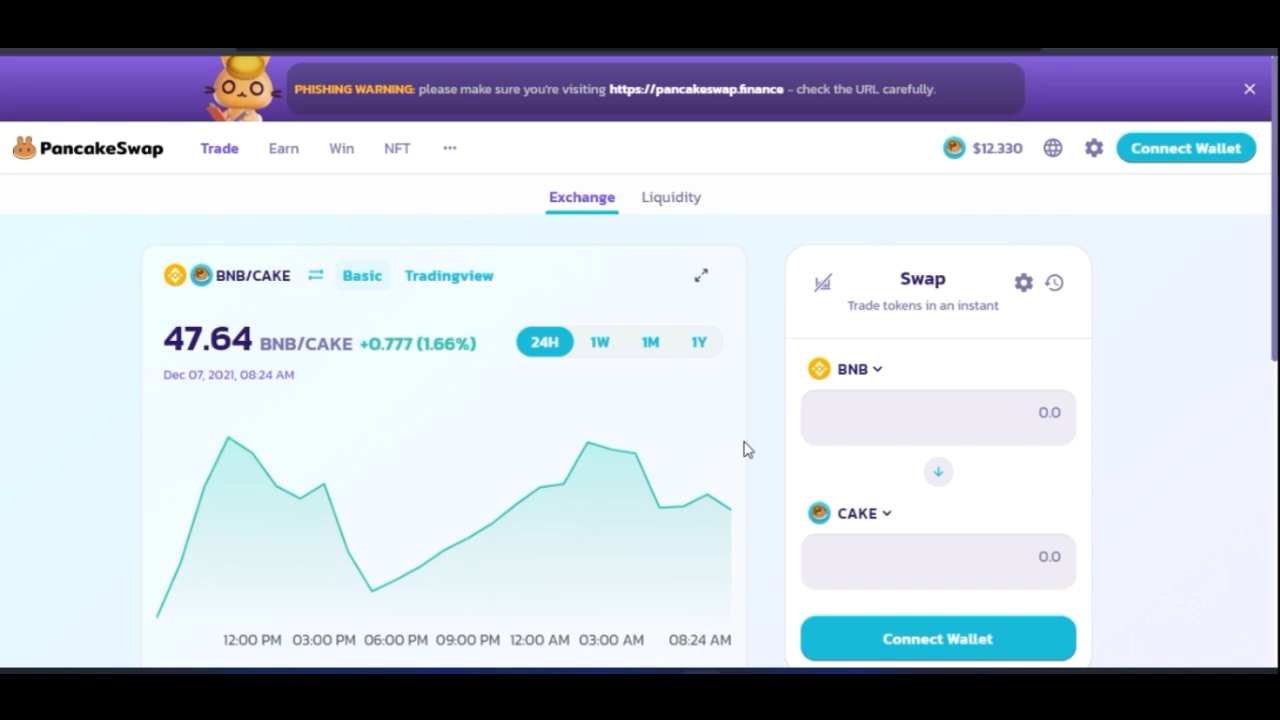 PHISHING WARNING: please make sure you're visiting https://pancakeswap.finance - check the URL carefully.
PancakeSwap Trade Earn Win NFT ... $12.330 Connect Wallet
Exchange Liquidity
BNB/CAKE Basic Tradingview
47.64 BNB/CAKE +0.777 (1.66%) 24H 1W 1M 1Y
Dec 07, 2021, 08:24 AM
12:00 PM 03:00 PM 06:00 PM 09:00 PM 12:00 AM 03:00 AM 08:24 AM
Swap
Trade tokens in an instant
BNB
0.0
CAKE
0.0
Connect Wallet